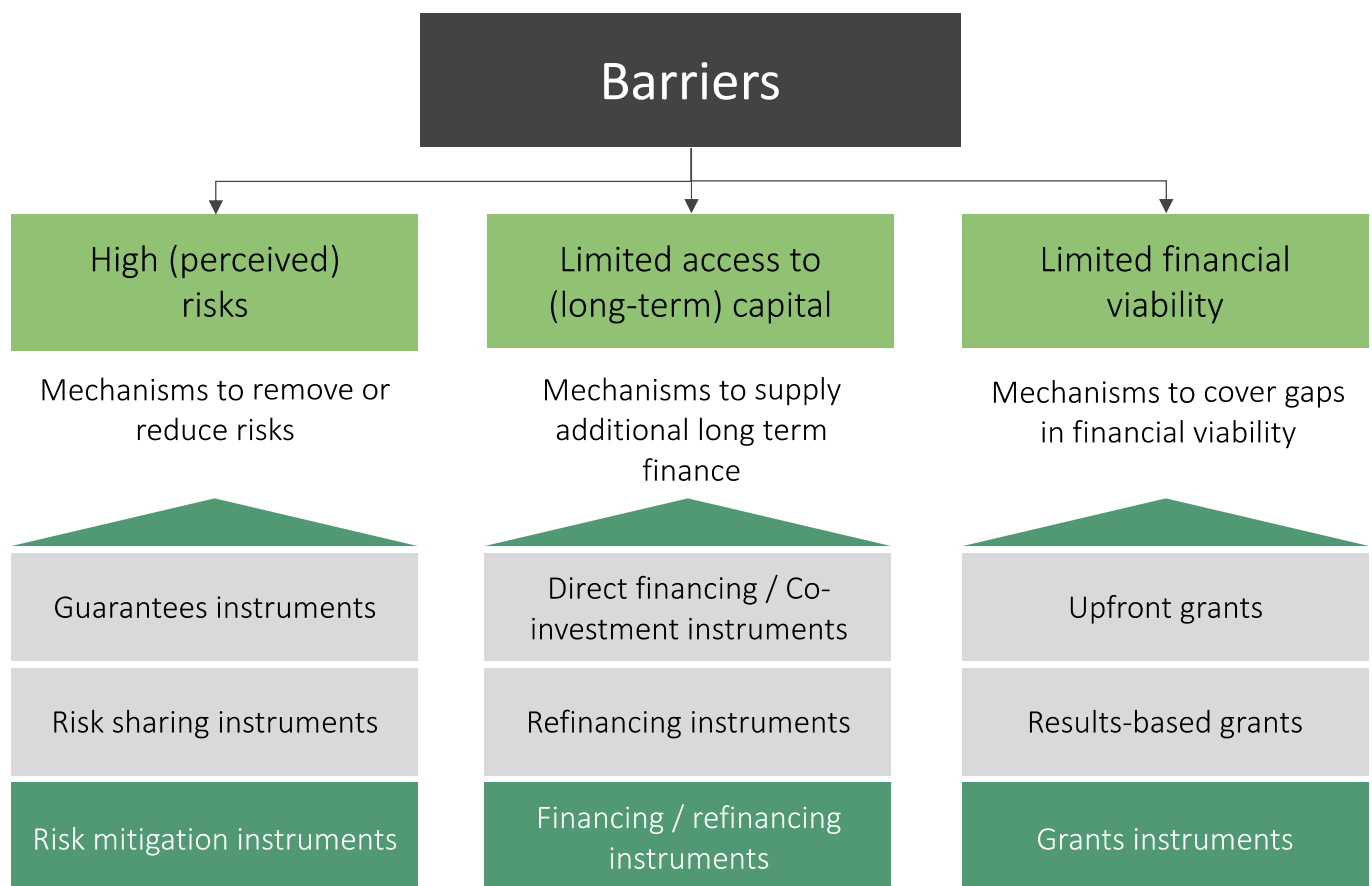 Barriers
High (perceived)
risks
Limited access to
(long-term) capital
Limited financial
viability
Mechanisms to remove or
reduce risks
Mechanisms to supply
additional long term
finance
Mechanisms to cover gaps
in financial viability
Guarantees instruments
Direct financing / Co-
investment instruments
Upfront grants
Risk sharing instruments
Refinancing instruments
Results-based grants
Risk mitigation instruments
Financing / refinancing
instruments
Grants instruments